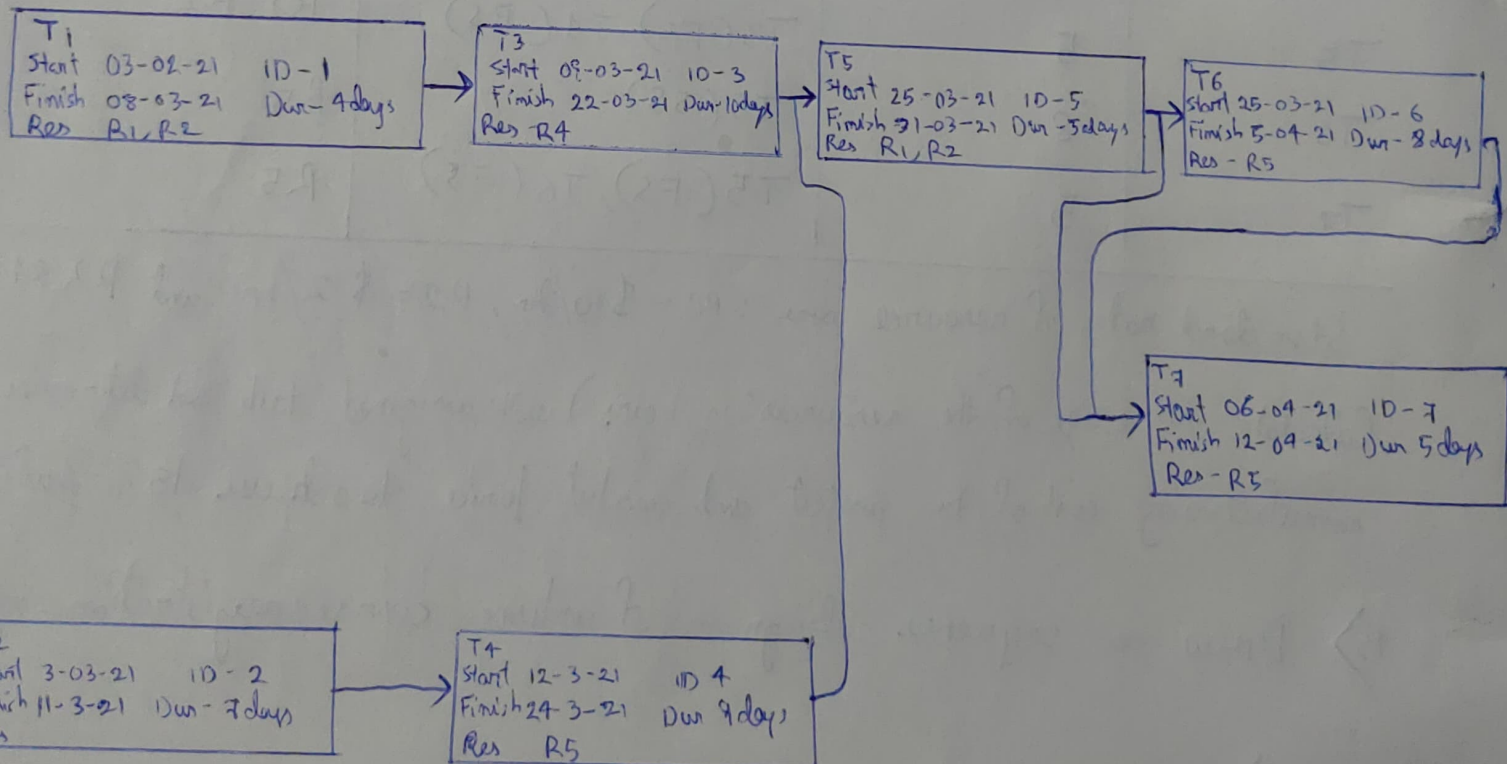 T1
Start 03-02-21 ID-1
Finish 08-03-21 Dur-4days
Res R1, R2
T3
Start 09-03-21 ID-3
Finish 22-03-21 Dur-10days
Res-R4
T5
Start 25-03-21 ID-5
Finish 31-03-21 Dur-5days
Res R1, R2
T6
Start 25-03-21 ID-6
Finish 5-04-21 Dur-8days
Res-R5
T7
Start 06-04-21 ID-7
Finish 12-04-21 Dur 5days
Res-R5
3-03-21 ID-2
11-3-21 Dur-7days
T4
Start 12-3-21 ID 4
Finish 24-3-21 Dur 9days
Res R5